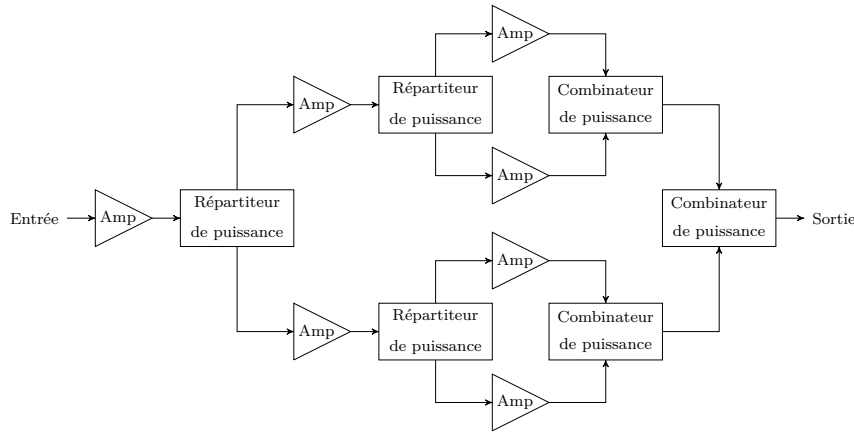 Amp
Répartiteur
de puissance
Combinateur
de puissance
Amp
Amp
Répartiteur
de puissance
Combinateur
de puissance
Entrée
Amp
Sortie
Amp
Répartiteur
de puissance
Combinateur
de puissance
Amp
Amp